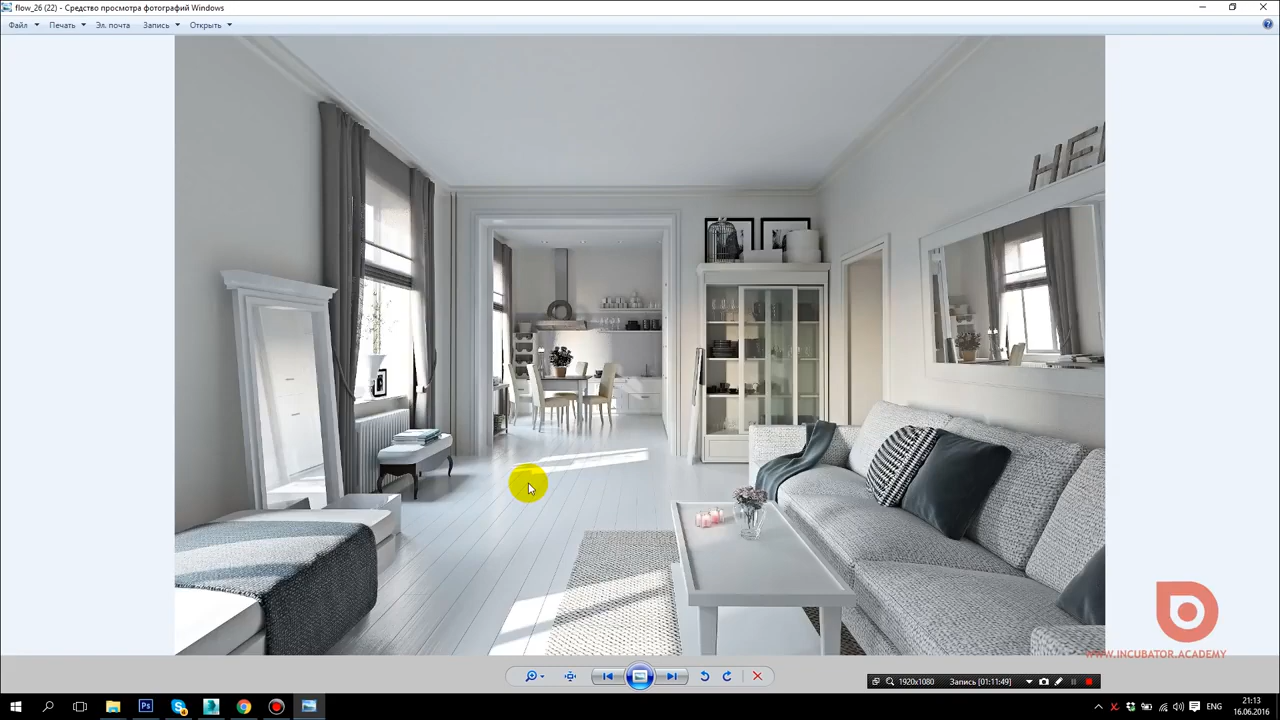 flow_26 (22) - Средство просмотра фотографий Windows
Файл Печать Эл. почта Запись Открыть
HE
WWW.INCUBATOR.ACADEMY
1920x1080 Запись [01:11:49]
ENG
21:13
16.06.2016